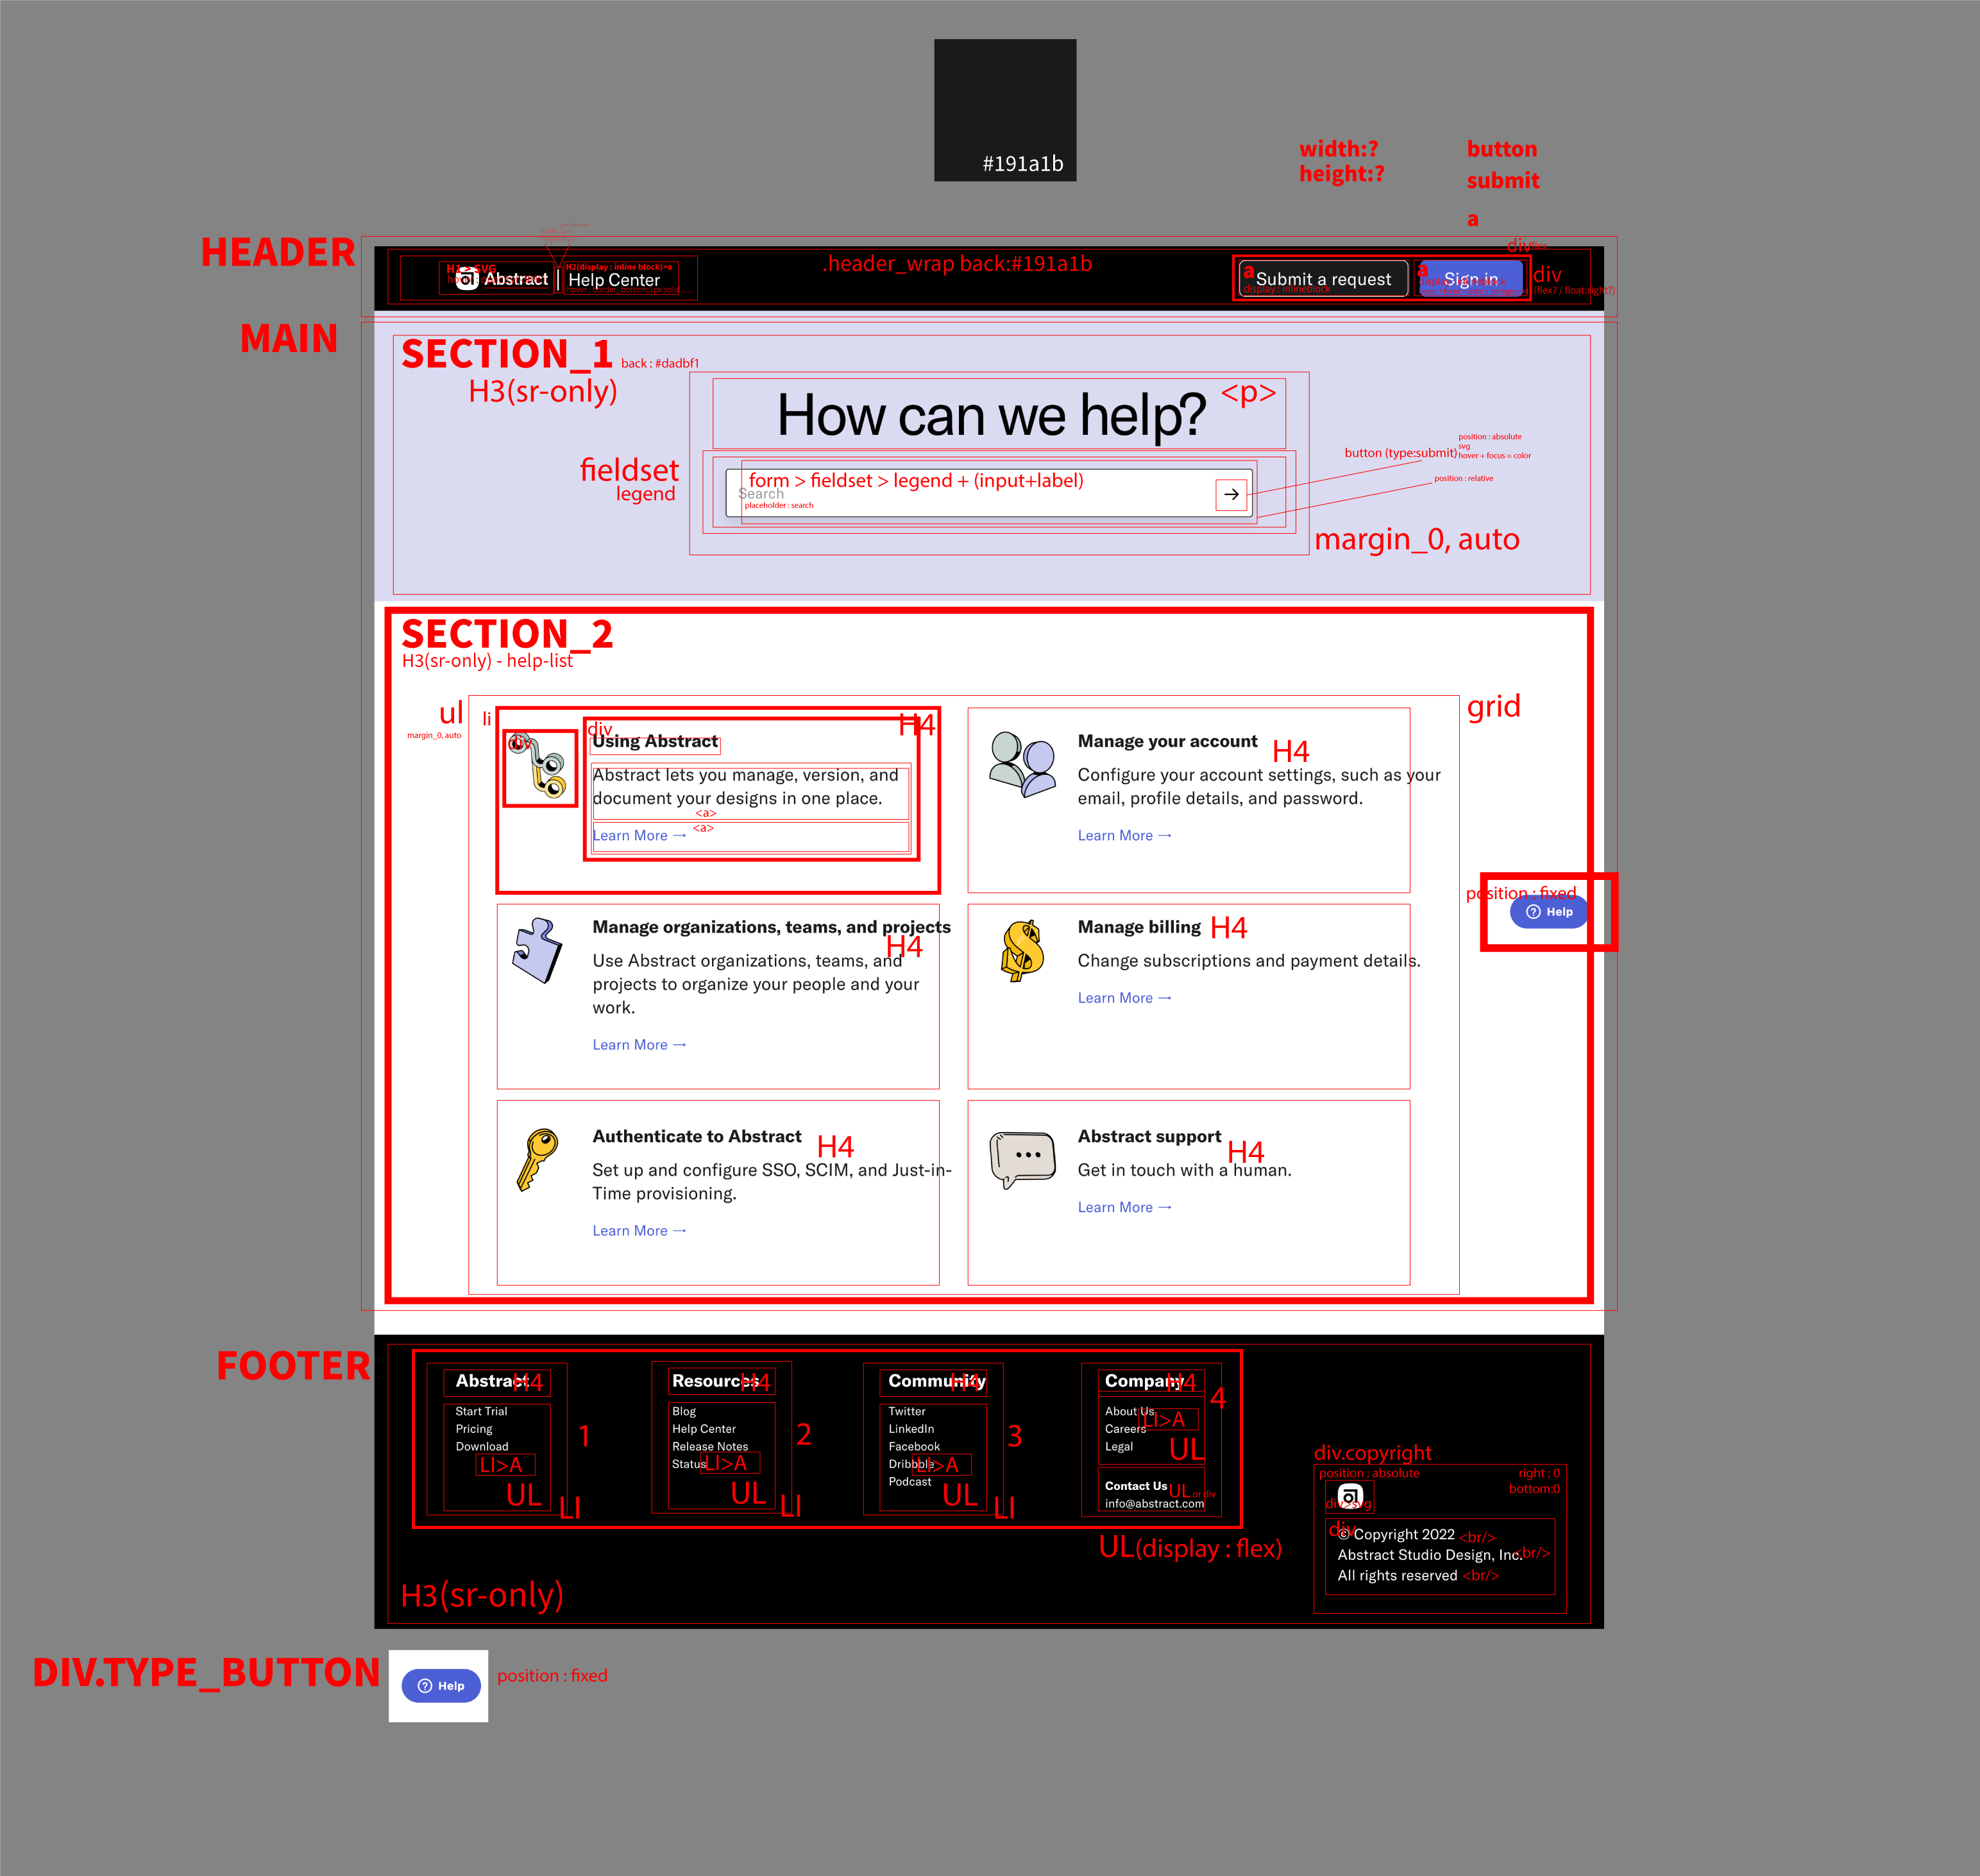 #191a1b
width:?
height:?
button
submit
a
HEADER
div flex
H1 > SVG
Abstract
H2(display : inline block)>a
Help Center
.header_wrap back:#191a1b
a
Submit a request
display : inlineblock
a
Sign in
div
(flex? / float:right?)
MAIN
SECTION_1
back : #dadbf1
H3(sr-only)
How can we help?
<p>
fieldset
legend
form > fieldset > legend + (input+label)
Search
placeholder : search
button (type:submit)
position : absolute
svg
hover + focus = color
position : relative
margin_0, auto
SECTION_2
H3(sr-only) - help-list
ul
margin_0, auto
li
grid
div
div
H4
Using Abstract
Abstract lets you manage, version, and
document your designs in one place.
<a>
<a>
Learn More →
Manage your account
H4
Configure your account settings, such as your
email, profile details, and password.
Learn More →
position : fixed
Help
Manage organizations, teams, and projects
H4
Use Abstract organizations, teams, and
projects to organize your people and your
work.
Learn More →
Manage billing
H4
Change subscriptions and payment details.
Learn More →
Authenticate to Abstract
H4
Set up and configure SSO, SCIM, and Just-in-
Time provisioning.
Learn More →
Abstract support
H4
Get in touch with a human.
Learn More →
FOOTER
Abstract
H4
Start Trial
Pricing
Download
LI>A
UL
LI
1
Resources
H4
Blog
Help Center
Release Notes
Status
LI>A
UL
LI
2
Community
H4
Twitter
LinkedIn
Facebook
Dribbble
Podcast
LI>A
UL
LI
3
Company
H4
4
About Us
Careers
Legal
LI>A
UL
Contact Us
UL or div
info@abstract.com
UL(display : flex)
H3(sr-only)
div.copyright
position : absolute
right : 0
bottom:0
div>svg
div
© Copyright 2022 <br/>
Abstract Studio Design, Inc. <br/>
All rights reserved <br/>
DIV.TYPE_BUTTON
Help
position : fixed